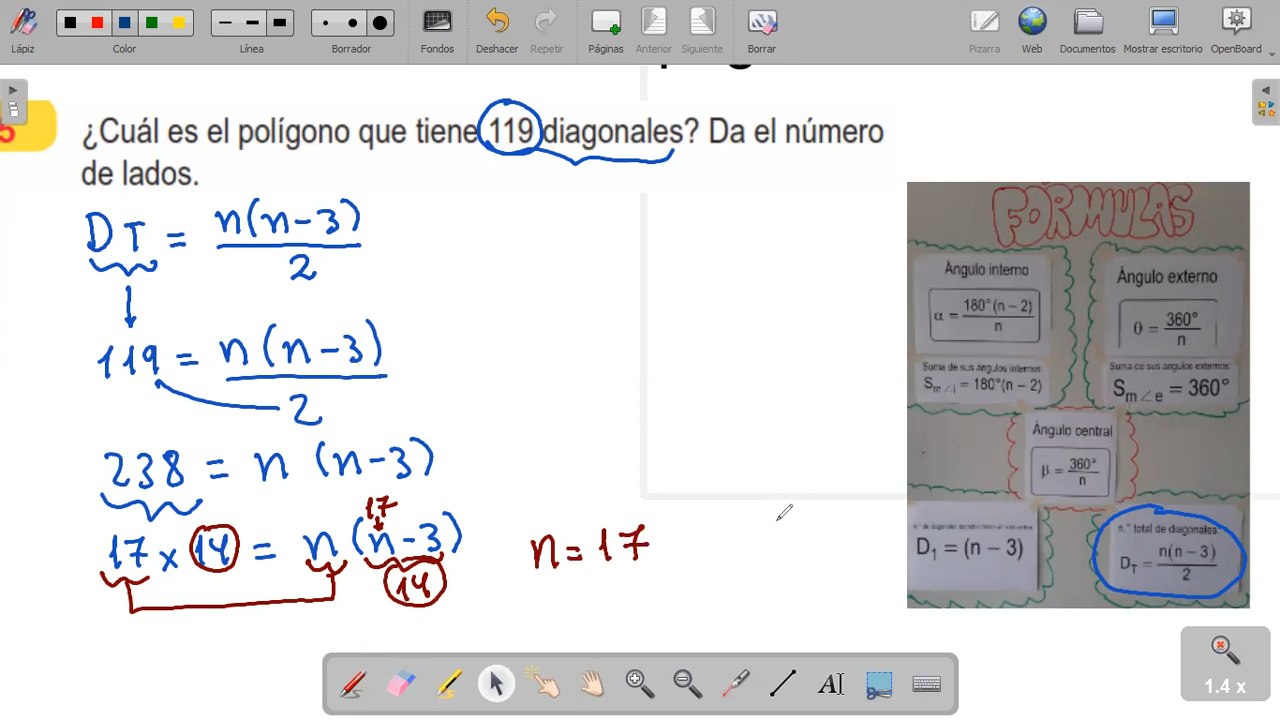 Lápiz
Color
Línea
Borrador
Fondos
Deshacer
Repetir
Páginas
Anterior
Siguiente
Borrar
Pizarra
Web
Documentos
Mostrar escritorio
OpenBoard
5
¿Cuál es el polígono que tiene 119 diagonales? Da el número
de lados.
DT = n(n-3)/2
119 = n(n-3)/2
238 = n (n-3)
17
17 x 14 = n (n-3)
14
n = 17
FORMULAS
Ángulo interno
α = 180°(n – 2)/n
Suma de sus ángulos internos
Sm∠i = 180°(n – 2)
Ángulo externo
θ = 360°/n
Suma de sus ángulos externos
Sm∠e = 360°
Ángulo central
β = 360°/n
D1 = (n – 3)
n.° total de diagonales:
DT = n(n – 3)/2
1.4 x